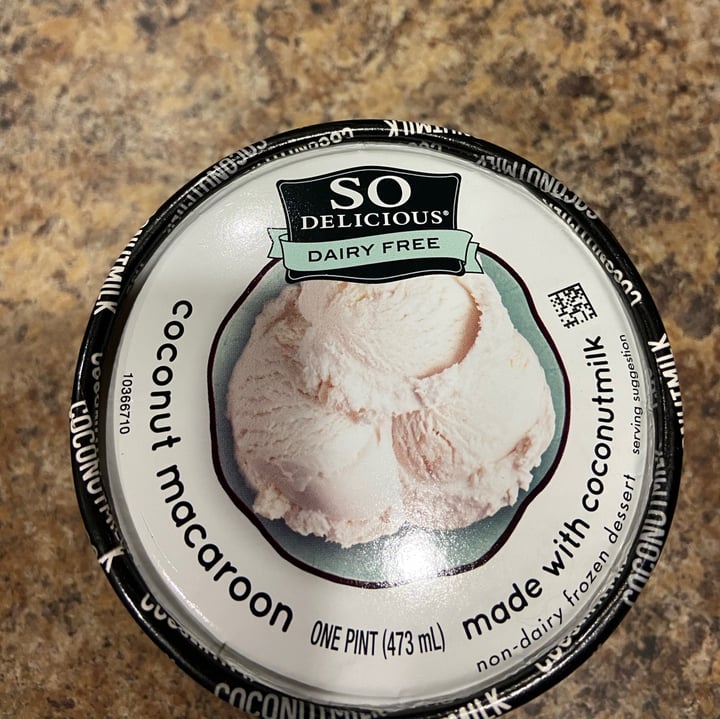 SO
DELICIOUS®
DAIRY FREE
coconut macaroon
made with coconutmilk
non-dairy frozen dessert
serving suggestion
ONE PINT (473 mL)
10366710
COCONUTMILK